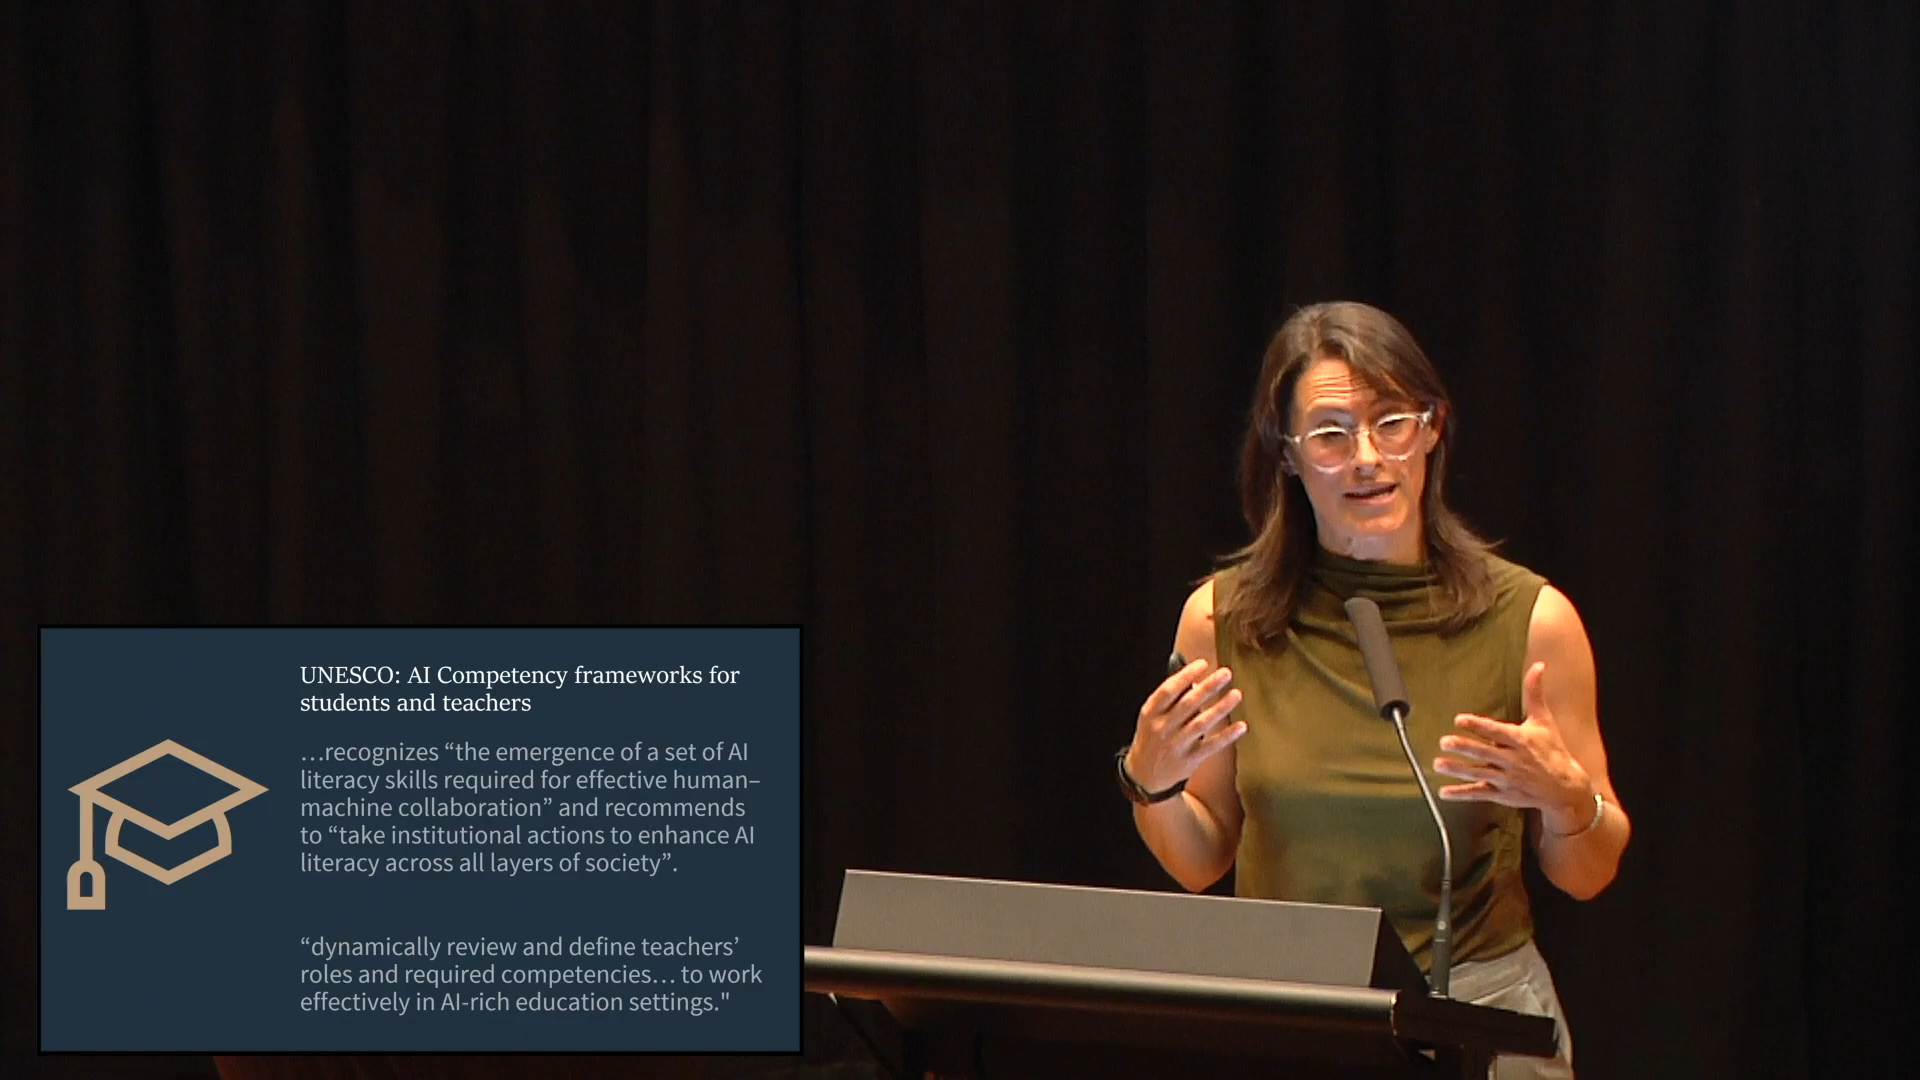 UNESCO: AI Competency frameworks for
students and teachers
…recognizes “the emergence of a set of AI
literacy skills required for effective human–
machine collaboration” and recommends
to “take institutional actions to enhance AI
literacy across all layers of society”.
“dynamically review and define teachers’
roles and required competencies… to work
effectively in AI-rich education settings."